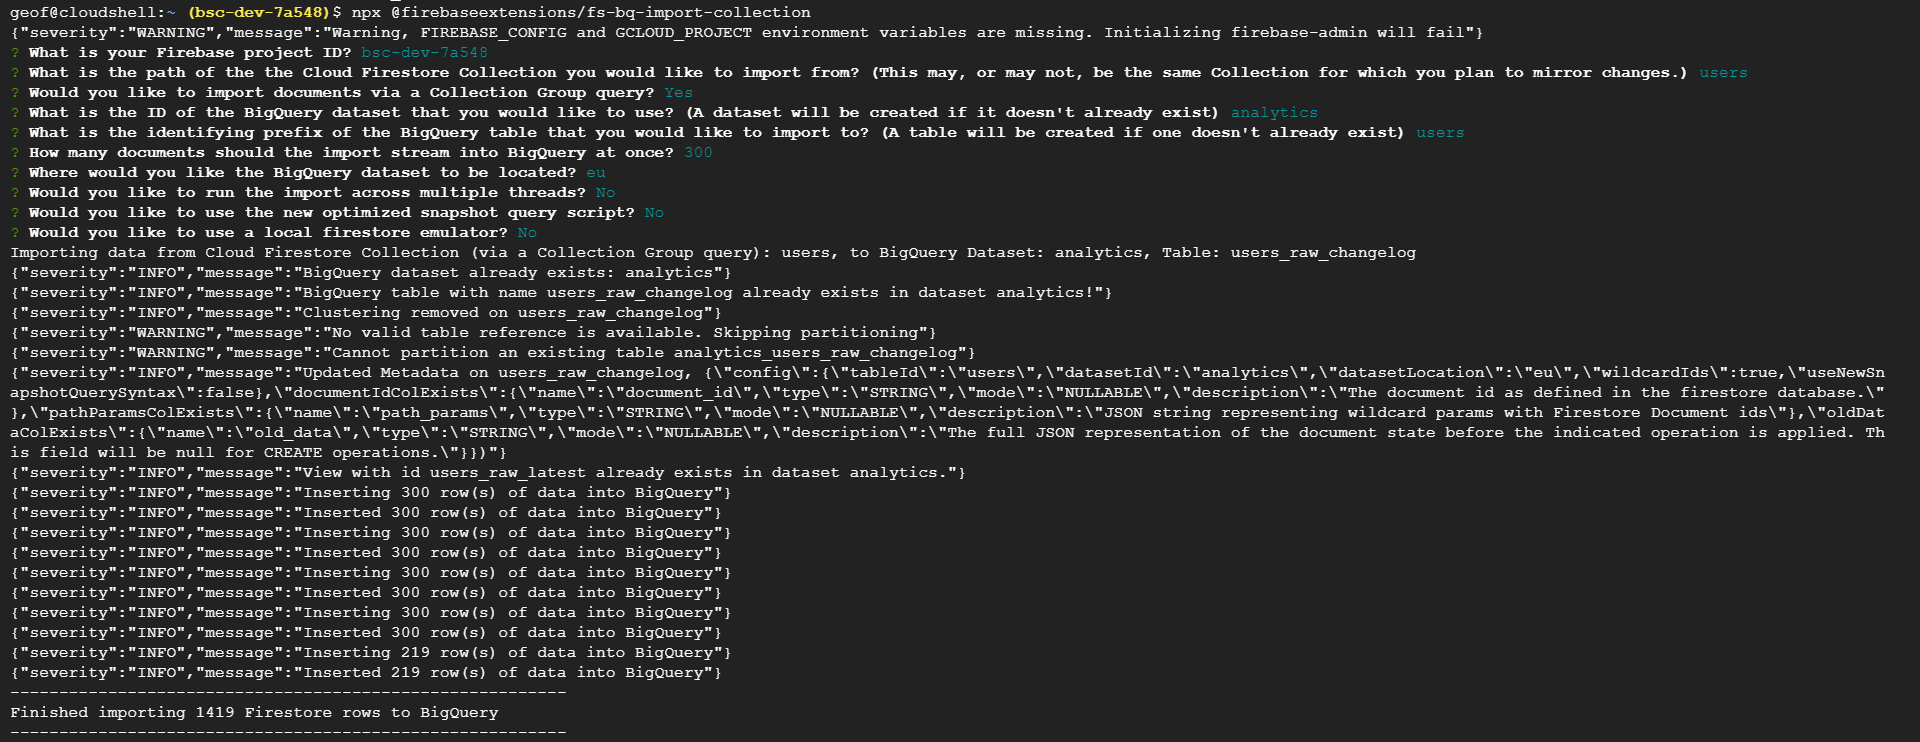 geof@cloudshell:~ (bsc-dev-7a548)$ npx @firebaseextensions/fs-bq-import-collection
{"severity":"WARNING","message":"Warning, FIREBASE_CONFIG and GCLOUD_PROJECT environment variables are missing. Initializing firebase-admin will fail"}
? What is your Firebase project ID? bsc-dev-7a548
? What is the path of the the Cloud Firestore Collection you would like to import from? (This may, or may not, be the same Collection for which you plan to mirror changes.) users
? Would you like to import documents via a Collection Group query? Yes
? What is the ID of the BigQuery dataset that you would like to use? (A dataset will be created if it doesn't already exist) analytics
? What is the identifying prefix of the BigQuery table that you would like to import to? (A table will be created if one doesn't already exist) users
? How many documents should the import stream into BigQuery at once? 300
? Where would you like the BigQuery dataset to be located? eu
? Would you like to run the import across multiple threads? No
? Would you like to use the new optimized snapshot query script? No
? Would you like to use a local firestore emulator? No
Importing data from Cloud Firestore Collection (via a Collection Group query): users, to BigQuery Dataset: analytics, Table: users_raw_changelog
{"severity":"INFO","message":"BigQuery dataset already exists: analytics"}
{"severity":"INFO","message":"BigQuery table with name users_raw_changelog already exists in dataset analytics!"}
{"severity":"INFO","message":"Clustering removed on users_raw_changelog"}
{"severity":"WARNING","message":"No valid table reference is available. Skipping partitioning"}
{"severity":"WARNING","message":"Cannot partition an existing table analytics_users_raw_changelog"}
{"severity":"INFO","message":"Updated Metadata on users_raw_changelog, {\"config\":{\"tableId\":\"users\",\"datasetId\":\"analytics\",\"datasetLocation\":\"eu\",\"wildcardIds\":true,\"useNewSn
apshotQuerySyntax\":false},\"documentIdColExists\":{\"name\":\"document_id\",\"type\":\"STRING\",\"mode\":\"NULLABLE\",\"description\":\"The document id as defined in the firestore database.\"
},\"pathParamsColExists\":{\"name\":\"path_params\",\"type\":\"STRING\",\"mode\":\"NULLABLE\",\"description\":\"JSON string representing wildcard params with Firestore Document ids\"},\"oldDat
aColExists\":{\"name\":\"old_data\",\"type\":\"STRING\",\"mode\":\"NULLABLE\",\"description\":\"The full JSON representation of the document state before the indicated operation is applied. Th
is field will be null for CREATE operations.\"}})"}
{"severity":"INFO","message":"View with id users_raw_latest already exists in dataset analytics."}
{"severity":"INFO","message":"Inserting 300 row(s) of data into BigQuery"}
{"severity":"INFO","message":"Inserted 300 row(s) of data into BigQuery"}
{"severity":"INFO","message":"Inserting 300 row(s) of data into BigQuery"}
{"severity":"INFO","message":"Inserted 300 row(s) of data into BigQuery"}
{"severity":"INFO","message":"Inserting 300 row(s) of data into BigQuery"}
{"severity":"INFO","message":"Inserted 300 row(s) of data into BigQuery"}
{"severity":"INFO","message":"Inserting 300 row(s) of data into BigQuery"}
{"severity":"INFO","message":"Inserted 300 row(s) of data into BigQuery"}
{"severity":"INFO","message":"Inserting 219 row(s) of data into BigQuery"}
{"severity":"INFO","message":"Inserted 219 row(s) of data into BigQuery"}
---------------------------------------------------------
Finished importing 1419 Firestore rows to BigQuery
---------------------------------------------------------